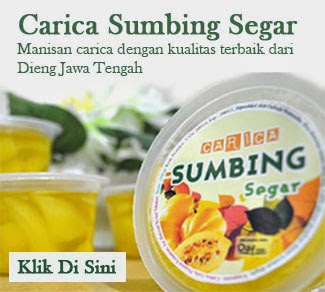 Carica Sumbing Segar
Manisan carica dengan kualitas terbaik dari
Dieng Jawa Tengah
CARICA
SUMBING
Segar
Klik Di Sini